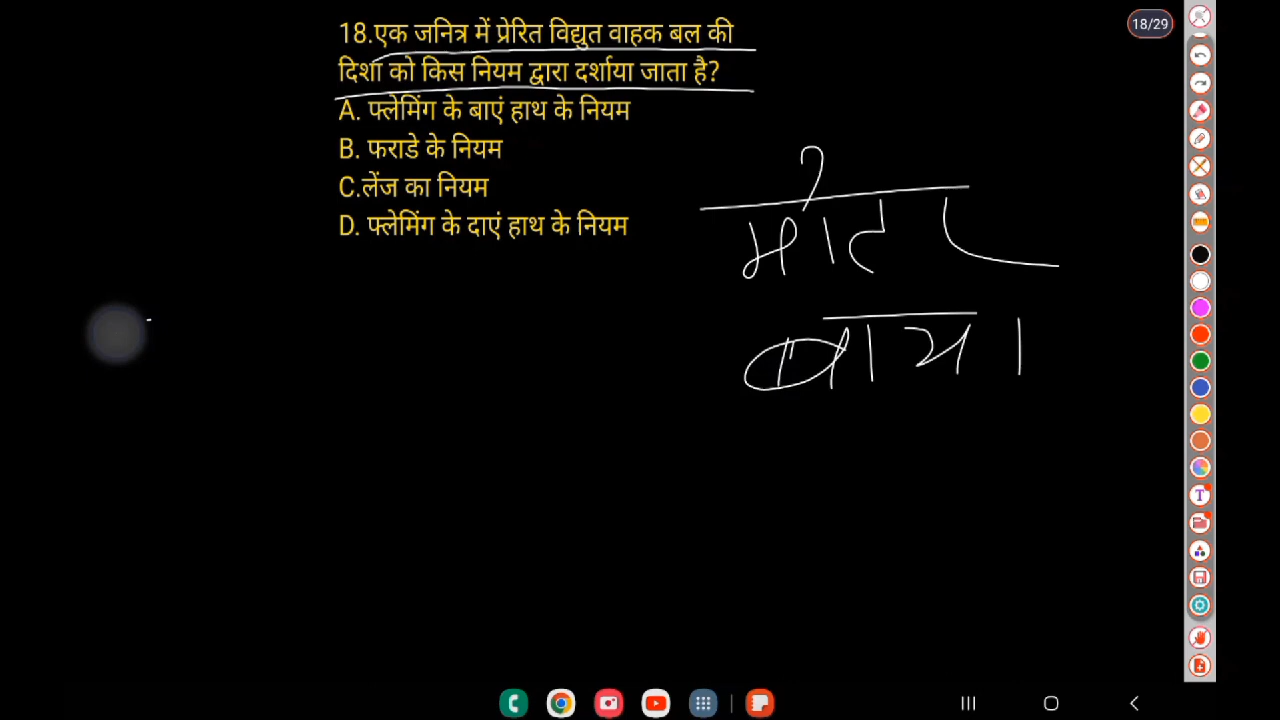 18/29
18.एक जनित्र में प्रेरित विद्युत वाहक बल की
दिशा को किस नियम द्वारा दर्शाया जाता है?
A. फ्लेमिंग के बाएं हाथ के नियम
B. फराडे के नियम
C.लेंज का नियम
D. फ्लेमिंग के दाएं हाथ के नियम
मोटर
बाया
T